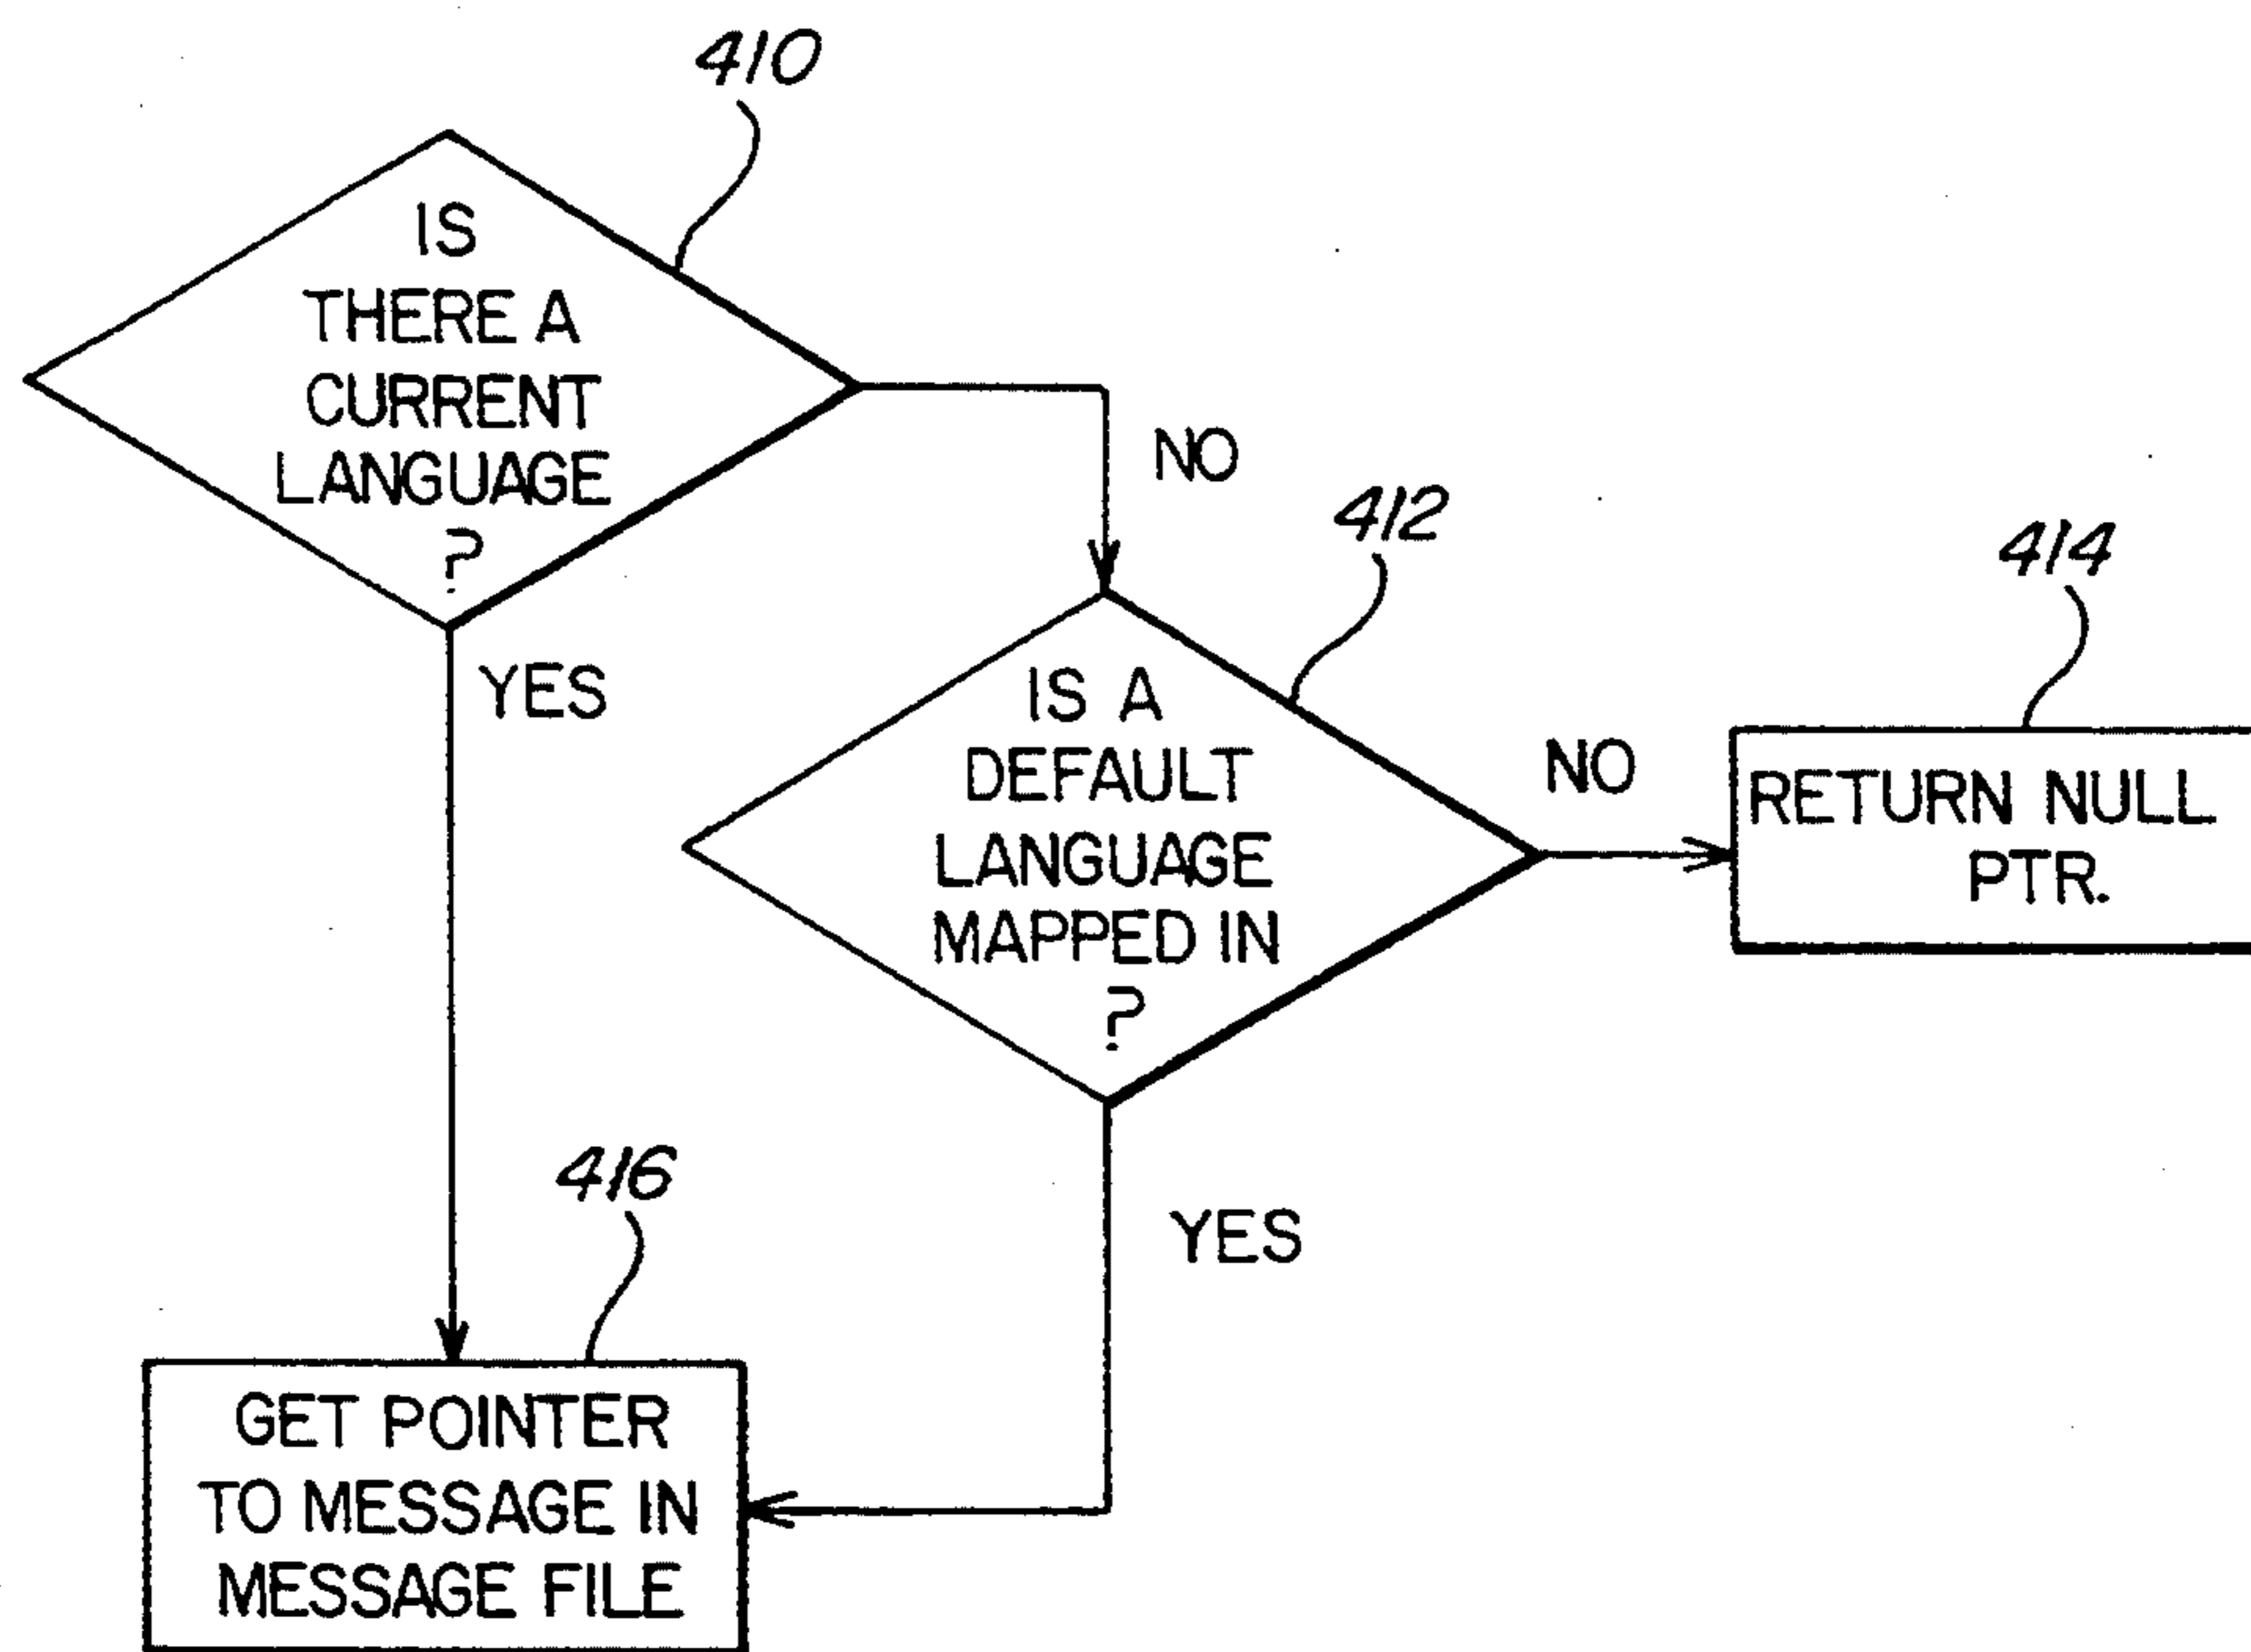 410
IS
THERE A
CURRENT
LANGUAGE
?
NO
YES
412
IS A
DEFAULT
LANGUAGE
MAPPED IN
?
NO
414
RETURN NULL
PTR.
YES
416
GET POINTER
TO MESSAGE IN
MESSAGE FILE